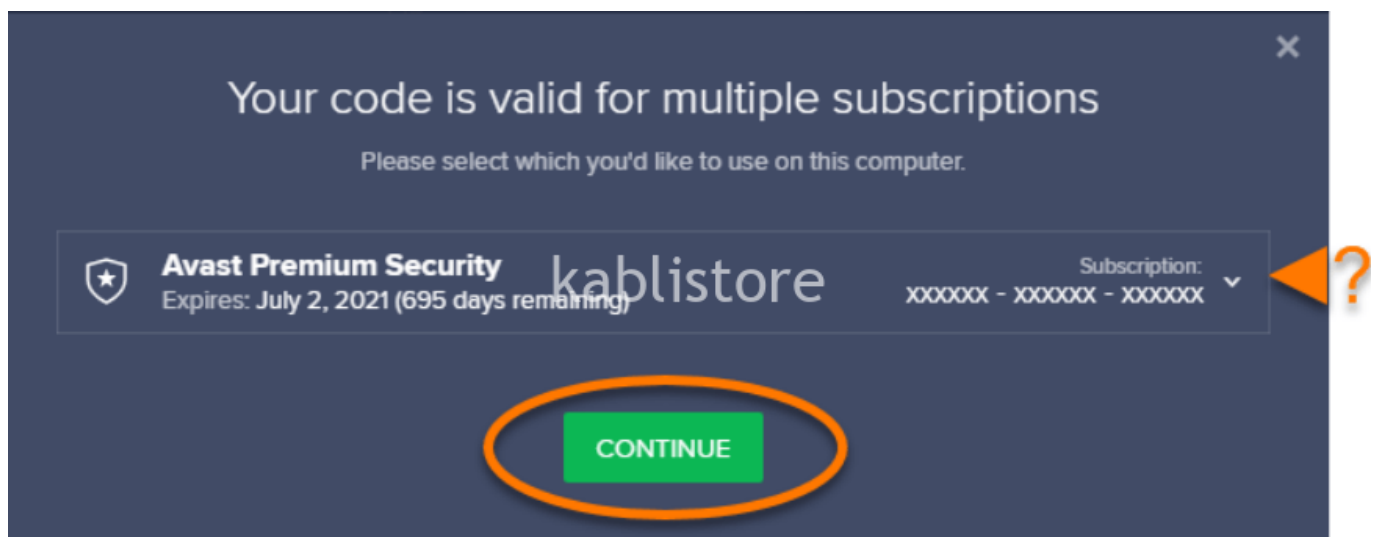 Your code is valid for multiple subscriptions
Please select which you'd like to use on this computer.
Avast Premium Security
Expires: July 2, 2021 (695 days remaining)
kablistore
Subscription:
xxxxxx - xxxxxx - xxxxxx
?
CONTINUE